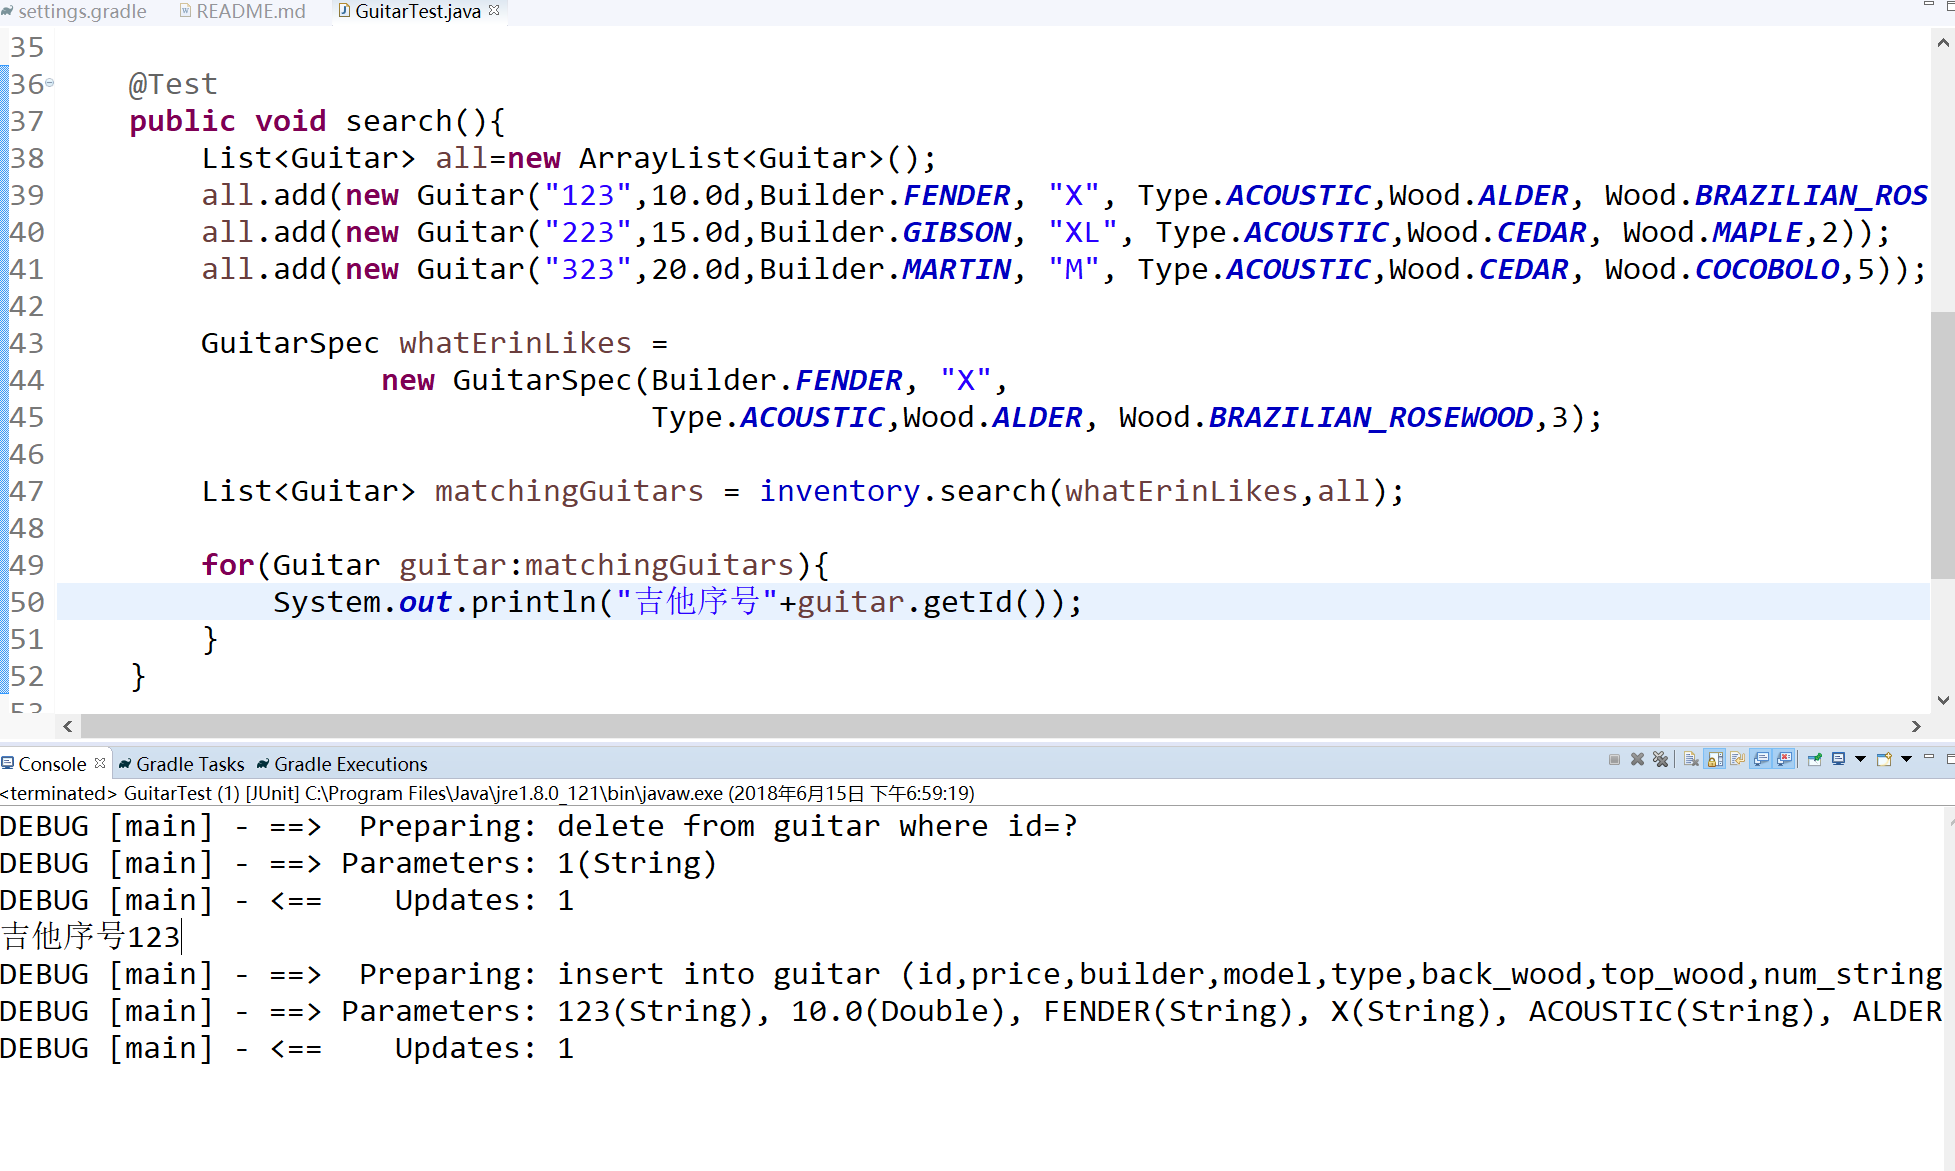 settings.gradle README.md GuitarTest.java
35
36 @Test
37 public void search(){
38 List<Guitar> all=new ArrayList<Guitar>();
39 all.add(new Guitar("123",10.0d,Builder.FENDER, "X", Type.ACOUSTIC,Wood.ALDER, Wood.BRAZILIAN_ROS
40 all.add(new Guitar("223",15.0d,Builder.GIBSON, "XL", Type.ACOUSTIC,Wood.CEDAR, Wood.MAPLE,2));
41 all.add(new Guitar("323",20.0d,Builder.MARTIN, "M", Type.ACOUSTIC,Wood.CEDAR, Wood.COCOBOLO,5));
42
43 GuitarSpec whatErinLikes =
44 new GuitarSpec(Builder.FENDER, "X",
45 Type.ACOUSTIC,Wood.ALDER, Wood.BRAZILIAN_ROSEWOOD,3);
46
47 List<Guitar> matchingGuitars = inventory.search(whatErinLikes,all);
48
49 for(Guitar guitar:matchingGuitars){
50 System.out.println("吉他序号"+guitar.getId());
51 }
52 }
53
Console Gradle Tasks Gradle Executions
<terminated> GuitarTest (1) [JUnit] C:\Program Files\Java\jre1.8.0_121\bin\javaw.exe (2018年6月15日 下午6:59:19)
DEBUG [main] - ==>  Preparing: delete from guitar where id=?
DEBUG [main] - ==> Parameters: 1(String)
DEBUG [main] - <==    Updates: 1
吉他序号123
DEBUG [main] - ==>  Preparing: insert into guitar (id,price,builder,model,type,back_wood,top_wood,num_string
DEBUG [main] - ==> Parameters: 123(String), 10.0(Double), FENDER(String), X(String), ACOUSTIC(String), ALDER
DEBUG [main] - <==    Updates: 1